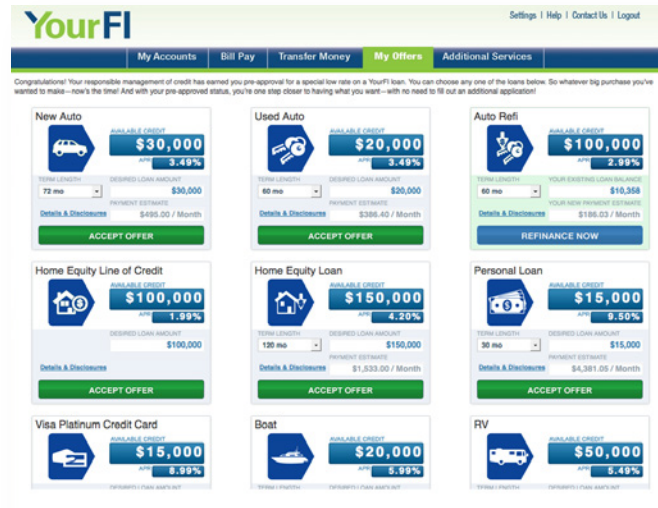 YourFI
Settings | Help | Contact Us | Logout
My Accounts
Bill Pay
Transfer Money
My Offers
Additional Services
Congratulations! Your responsible management of credit has earned you pre-approval for a special low rate on a YourFI loan. You can choose any one of the loans below. So whatever big purchase you've
wanted to make—now's the time! And with your pre-approved status, you're one step closer to having what you want—with no need to fill out an additional application!
New Auto
AVAILABLE CREDIT
$30,000
APR 3.49%
TERM LENGTH
DESIRED LOAN AMOUNT
72 mo
$30,000
PAYMENT ESTIMATE
Details & Disclosures
$495.00 / Month
ACCEPT OFFER
Used Auto
AVAILABLE CREDIT
$20,000
APR 3.49%
TERM LENGTH
DESIRED LOAN AMOUNT
60 mo
$20,000
PAYMENT ESTIMATE
Details & Disclosures
$386.40 / Month
ACCEPT OFFER
Auto Refi
AVAILABLE CREDIT
$100,000
APR 2.99%
TERM LENGTH
YOUR EXISTING LOAN BALANCE
60 mo
$10,358
YOUR NEW PAYMENT ESTIMATE
Details & Disclosures
$186.03 / Month
REFINANCE NOW
Home Equity Line of Credit
AVAILABLE CREDIT
$100,000
APR 1.99%
DESIRED LOAN AMOUNT
$100,000
Details & Disclosures
ACCEPT OFFER
Home Equity Loan
AVAILABLE CREDIT
$150,000
APR 4.20%
TERM LENGTH
DESIRED LOAN AMOUNT
120 mo
$150,000
PAYMENT ESTIMATE
Details & Disclosures
$1,533.00 / Month
ACCEPT OFFER
Personal Loan
AVAILABLE CREDIT
$15,000
APR 9.50%
TERM LENGTH
DESIRED LOAN AMOUNT
30 mo
$15,000
PAYMENT ESTIMATE
Details & Disclosures
$4,381.05 / Month
ACCEPT OFFER
Visa Platinum Credit Card
AVAILABLE CREDIT
$15,000
APR 8.99%
DESIRED LOAN AMOUNT
Boat
AVAILABLE CREDIT
$20,000
APR 5.99%
TERM LENGTH
DESIRED LOAN AMOUNT
RV
AVAILABLE CREDIT
$50,000
APR 5.49%
TERM LENGTH
DESIRED LOAN AMOUNT